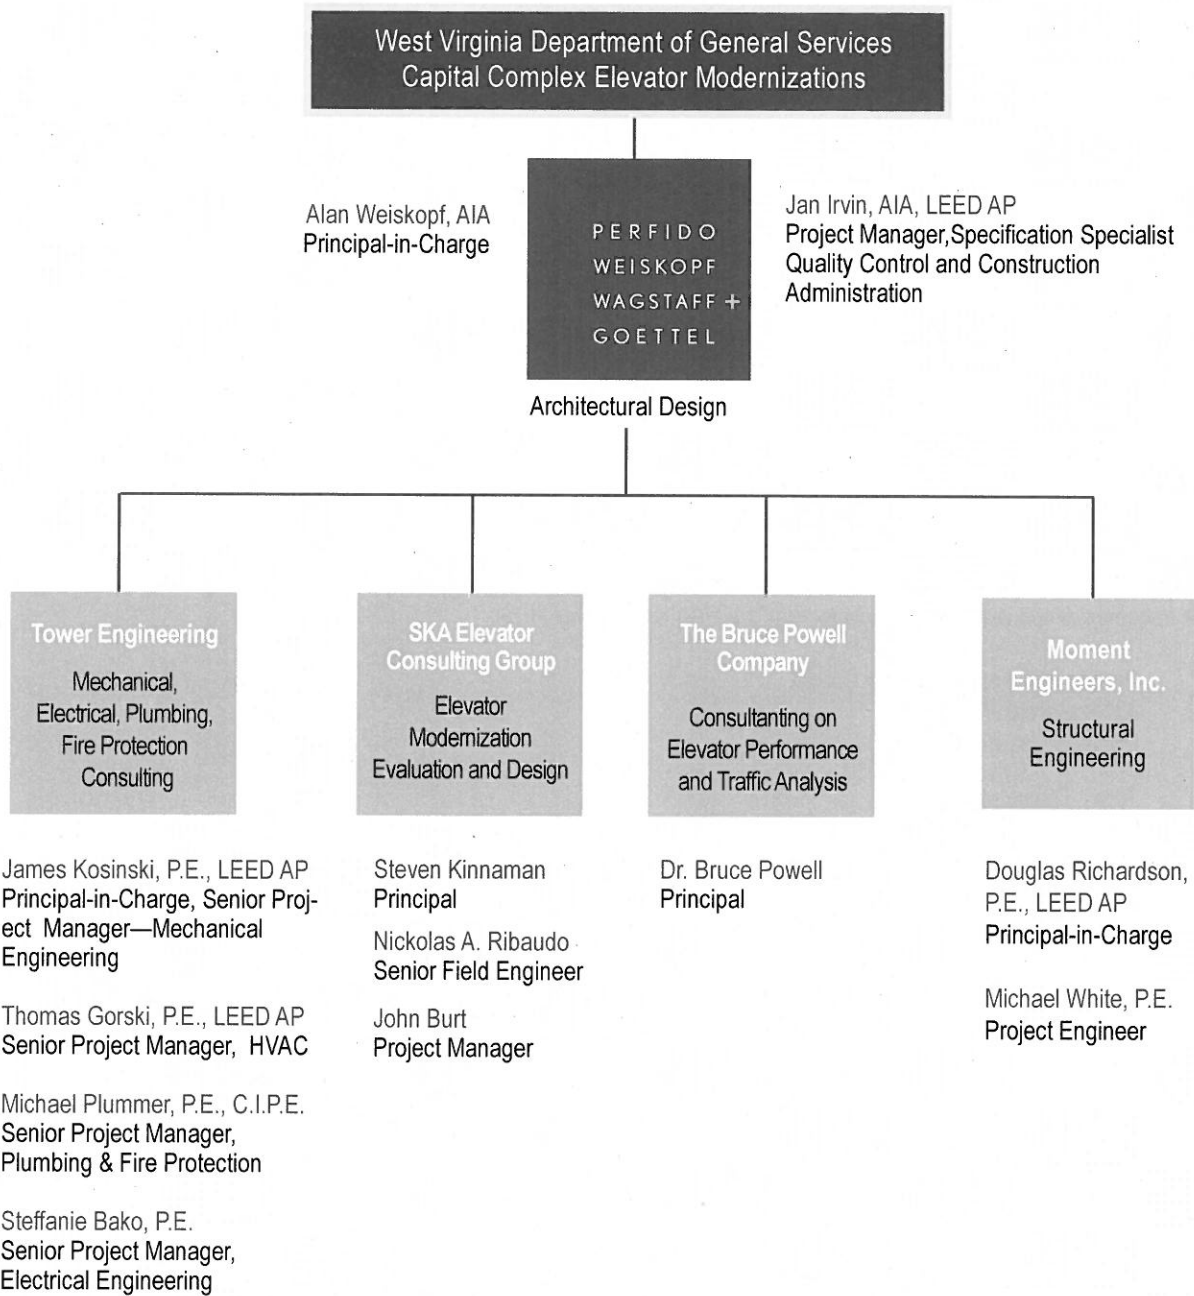 West Virginia Department of General Services
Capital Complex Elevator Modernizations
Alan Weiskopf, AIA
Principal-in-Charge
PERFIDO
WEISKOPF
WAGSTAFF +
GOETTEL
Jan Irvin, AIA, LEED AP
Project Manager,Specification Specialist
Quality Control and Construction
Administration
Architectural Design
Tower Engineering
Mechanical,
Electrical, Plumbing,
Fire Protection
Consulting
James Kosinski, P.E., LEED AP
Principal-in-Charge, Senior Proj-
ect Manager—Mechanical
Engineering
Thomas Gorski, P.E., LEED AP
Senior Project Manager, HVAC
Michael Plummer, P.E., C.I.P.E.
Senior Project Manager,
Plumbing & Fire Protection
Steffanie Bako, P.E.
Senior Project Manager,
Electrical Engineering
SKA Elevator
Consulting Group
Elevator
Modernization
Evaluation and Design
Steven Kinnaman
Principal
Nickolas A. Ribaudo
Senior Field Engineer
John Burt
Project Manager
The Bruce Powell
Company
Consultanting on
Elevator Performance
and Traffic Analysis
Dr. Bruce Powell
Principal
Moment
Engineers, Inc.
Structural
Engineering
Douglas Richardson,
P.E., LEED AP
Principal-in-Charge
Michael White, P.E.
Project Engineer